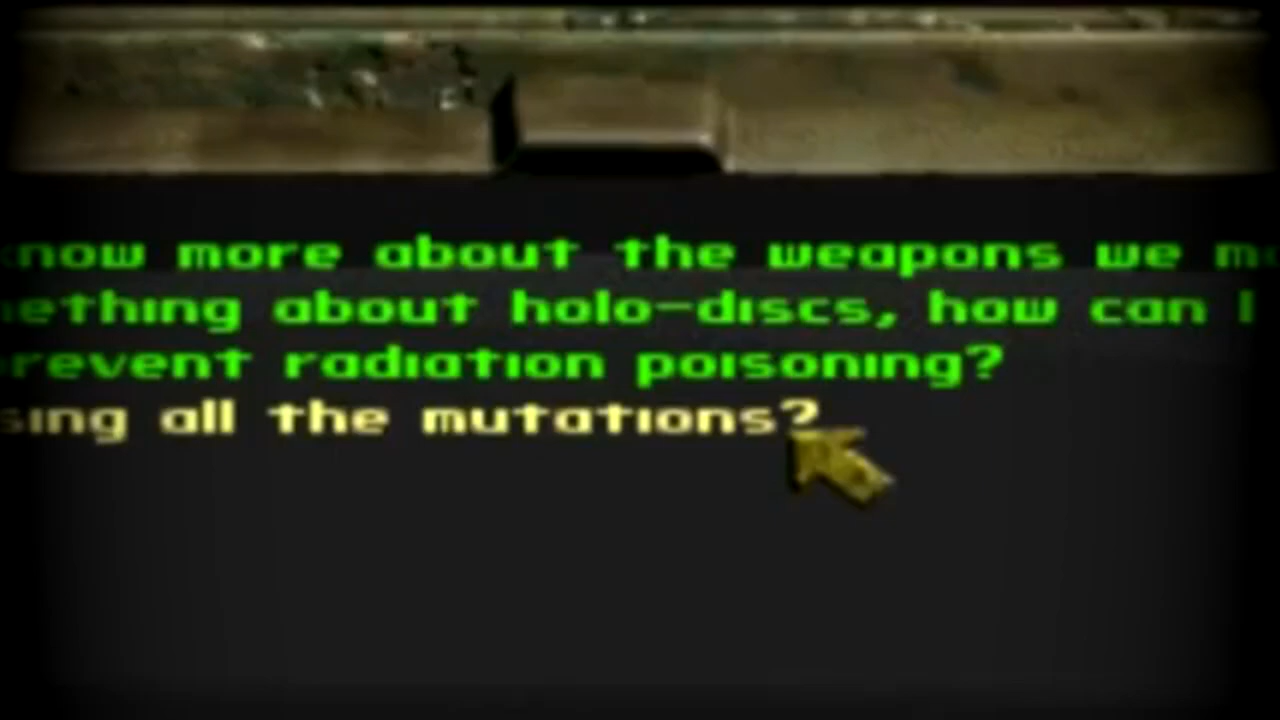 now more about the weapons we
ething about holo-discs, how can I
revent radiation poisoning?
sing all the mutations?